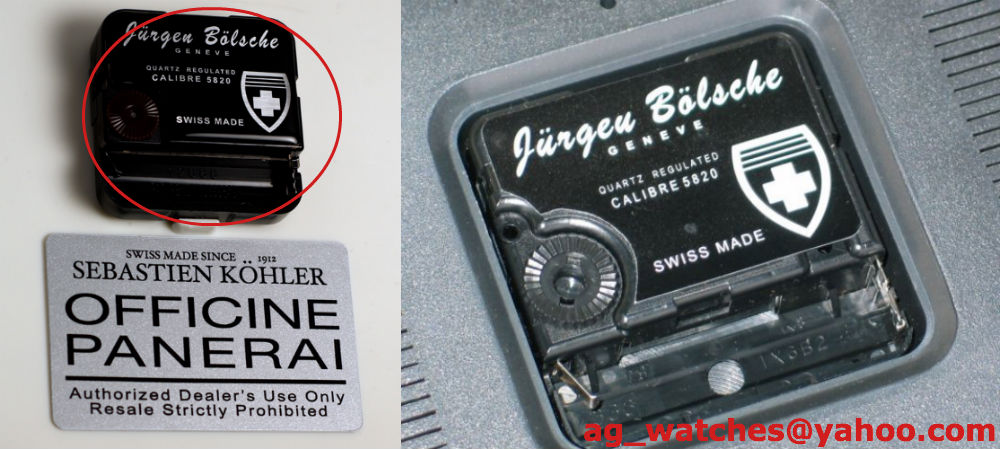 Jürgen Bölsche
GENEVE
QUARTZ REGULATED
CALIBRE 5820
SWISS MADE
SWISS MADE SINCE 1912
SEBASTIEN KÖHLER
OFFICINE
PANERAI
Authorized Dealer's Use Only
Resale Strictly Prohibited
Jürgen Bölsche
GENEVE
QUARTZ REGULATED
CALIBRE 5820
SWISS MADE
ag_watches@yahoo.com